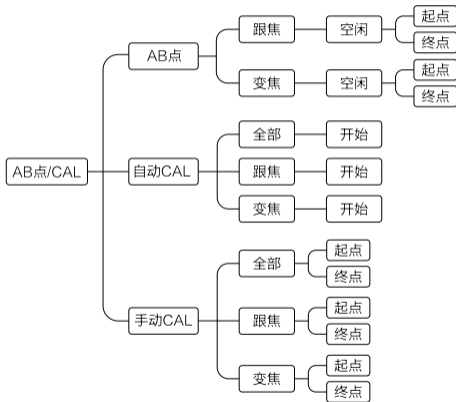 AB点/CAL
AB点
跟焦
空闲
起点
终点
变焦
空闲
起点
终点
自动CAL
全部
开始
跟焦
开始
变焦
开始
手动CAL
全部
起点
终点
跟焦
起点
终点
变焦
起点
终点